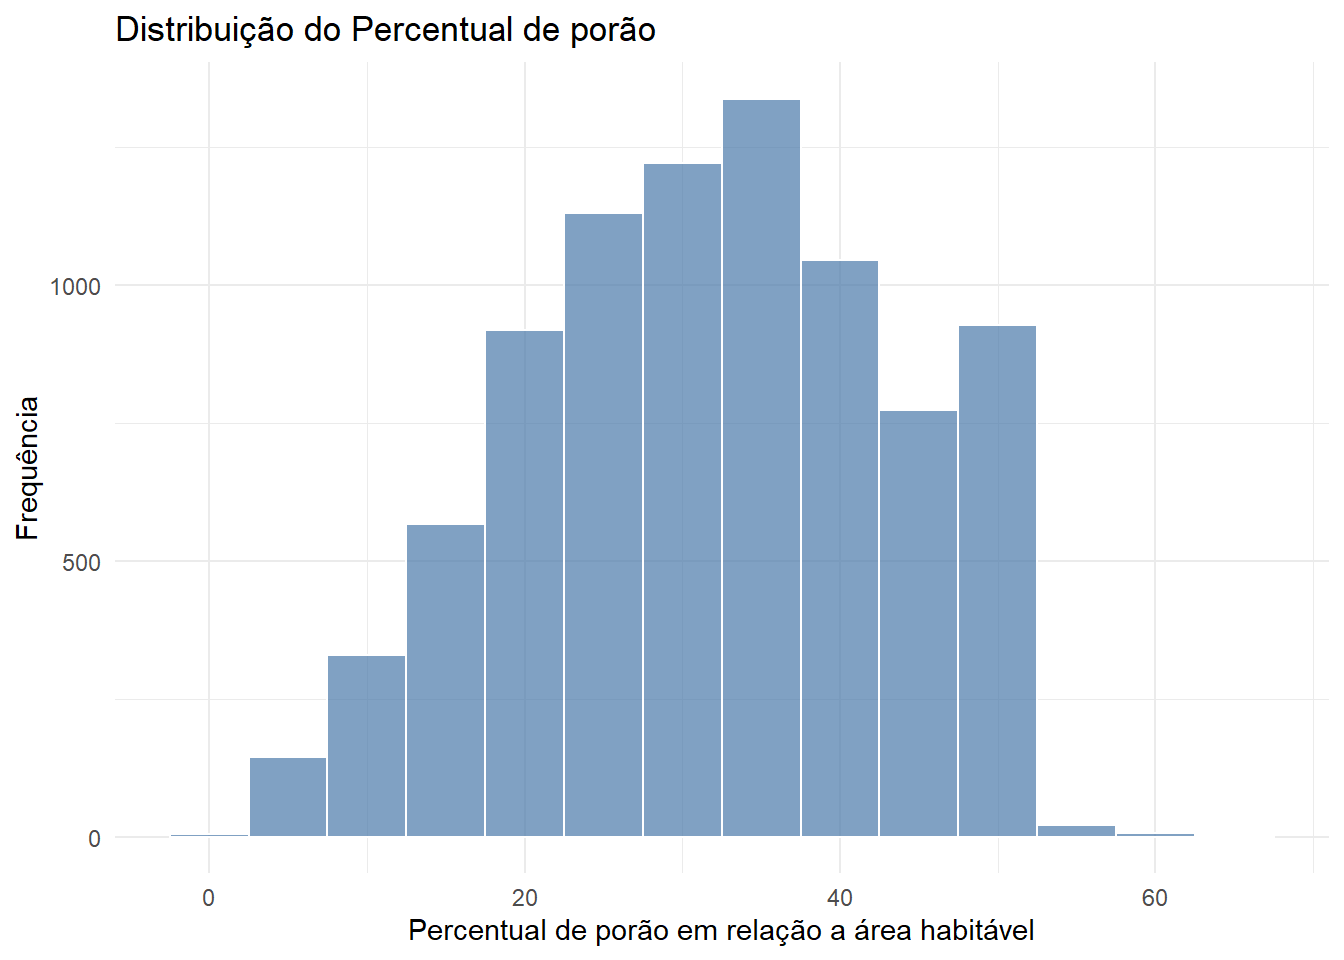 Distribuição do Percentual de porão
1000
500
0
Frequência
0 20 40 60
Percentual de porão em relação a área habitável